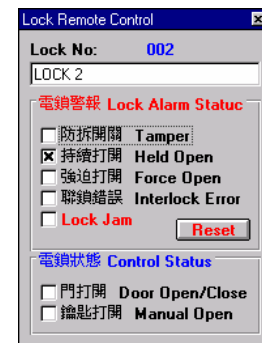 Lock Remote Control
Lock No: 002
LOCK 2
電鎖警報 Lock Alarm Statuc
防拆開關 Tamper
持續打開 Held Open
強迫打開 Force Open
聯鎖錯誤 Interlock Error
Lock Jam
Reset
電鎖狀態 Control Status
門打開 Door Open/Close
鑰匙打開 Manual Open